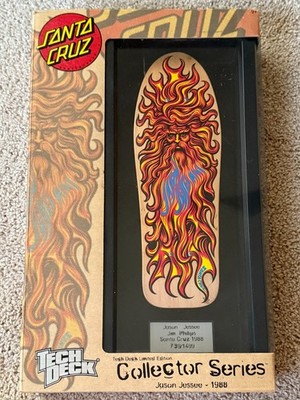 SANTA
CRUZ
Jason Jessee
Jim Phillips
Santa Cruz 1988
TECH
DECK
Tech Deck Limited Edition
Collector Series
Jason Jessee - 1988